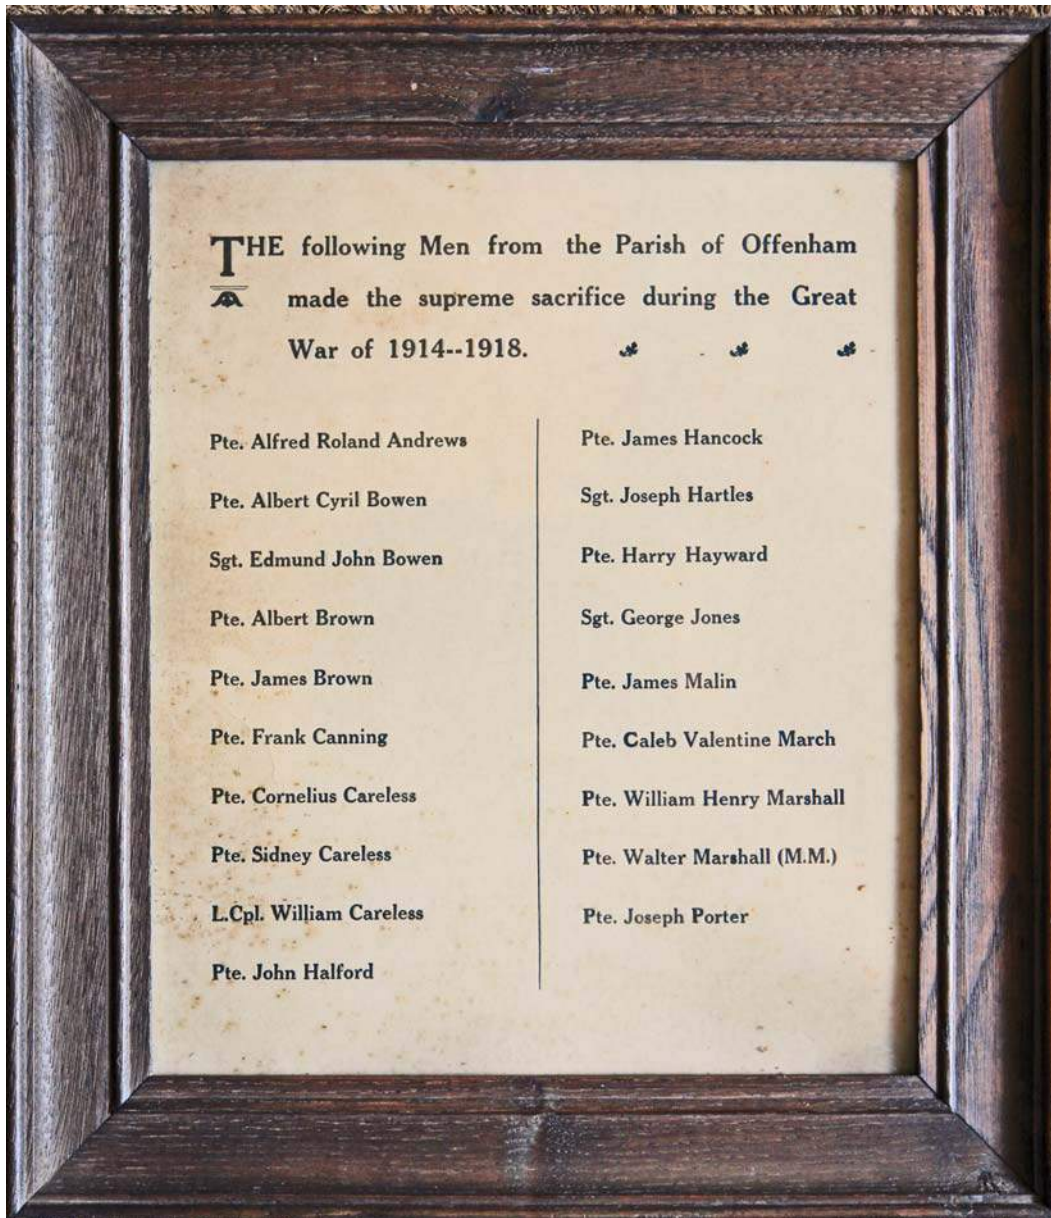 THE following Men from the Parish of Offenham
made the supreme sacrifice during the Great
War of 1914--1918.
Pte. Alfred Roland Andrews
Pte. Albert Cyril Bowen
Sgt. Edmund John Bowen
Pte. Albert Brown
Pte. James Brown
Pte. Frank Canning
Pte. Cornelius Careless
Pte. Sidney Careless
L.Cpl. William Careless
Pte. John Halford
Pte. James Hancock
Sgt. Joseph Hartles
Pte. Harry Hayward
Sgt. George Jones
Pte. James Malin
Pte. Caleb Valentine March
Pte. William Henry Marshall
Pte. Walter Marshall (M.M.)
Pte. Joseph Porter